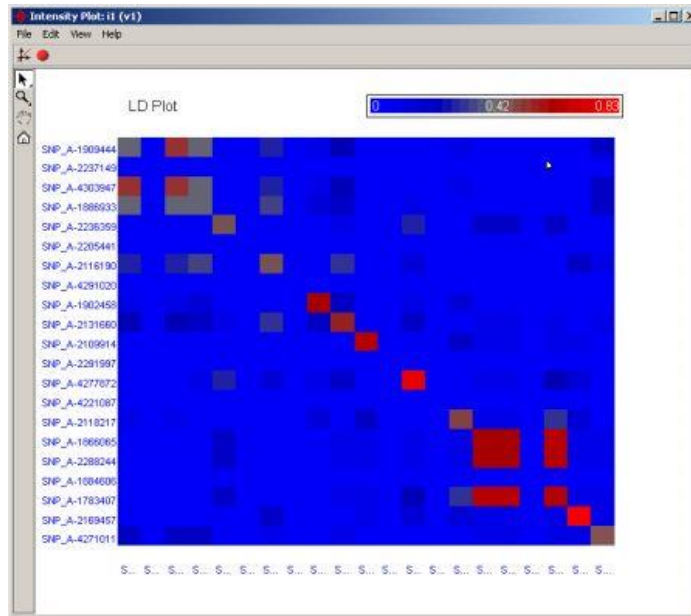 Intensity Plot: i1 (v1)
File Edit View Help
LD Plot
0 0.42 0.83
SNP_A-1909444
SNP_A-2237149
SNP_A-4303947
SNP_A-1886933
SNP_A-2236359
SNP_A-2205441
SNP_A-2116190
SNP_A-4291020
SNP_A-1902458
SNP_A-2131660
SNP_A-2109914
SNP_A-2291997
SNP_A-4277872
SNP_A-4221087
SNP_A-2118217
SNP_A-1866065
SNP_A-2288244
SNP_A-1884606
SNP_A-1783407
SNP_A-2169457
SNP_A-4271011
S... S... S... S... S... S... S... S... S... S... S... S... S... S... S... S... S... S... S... S... S...